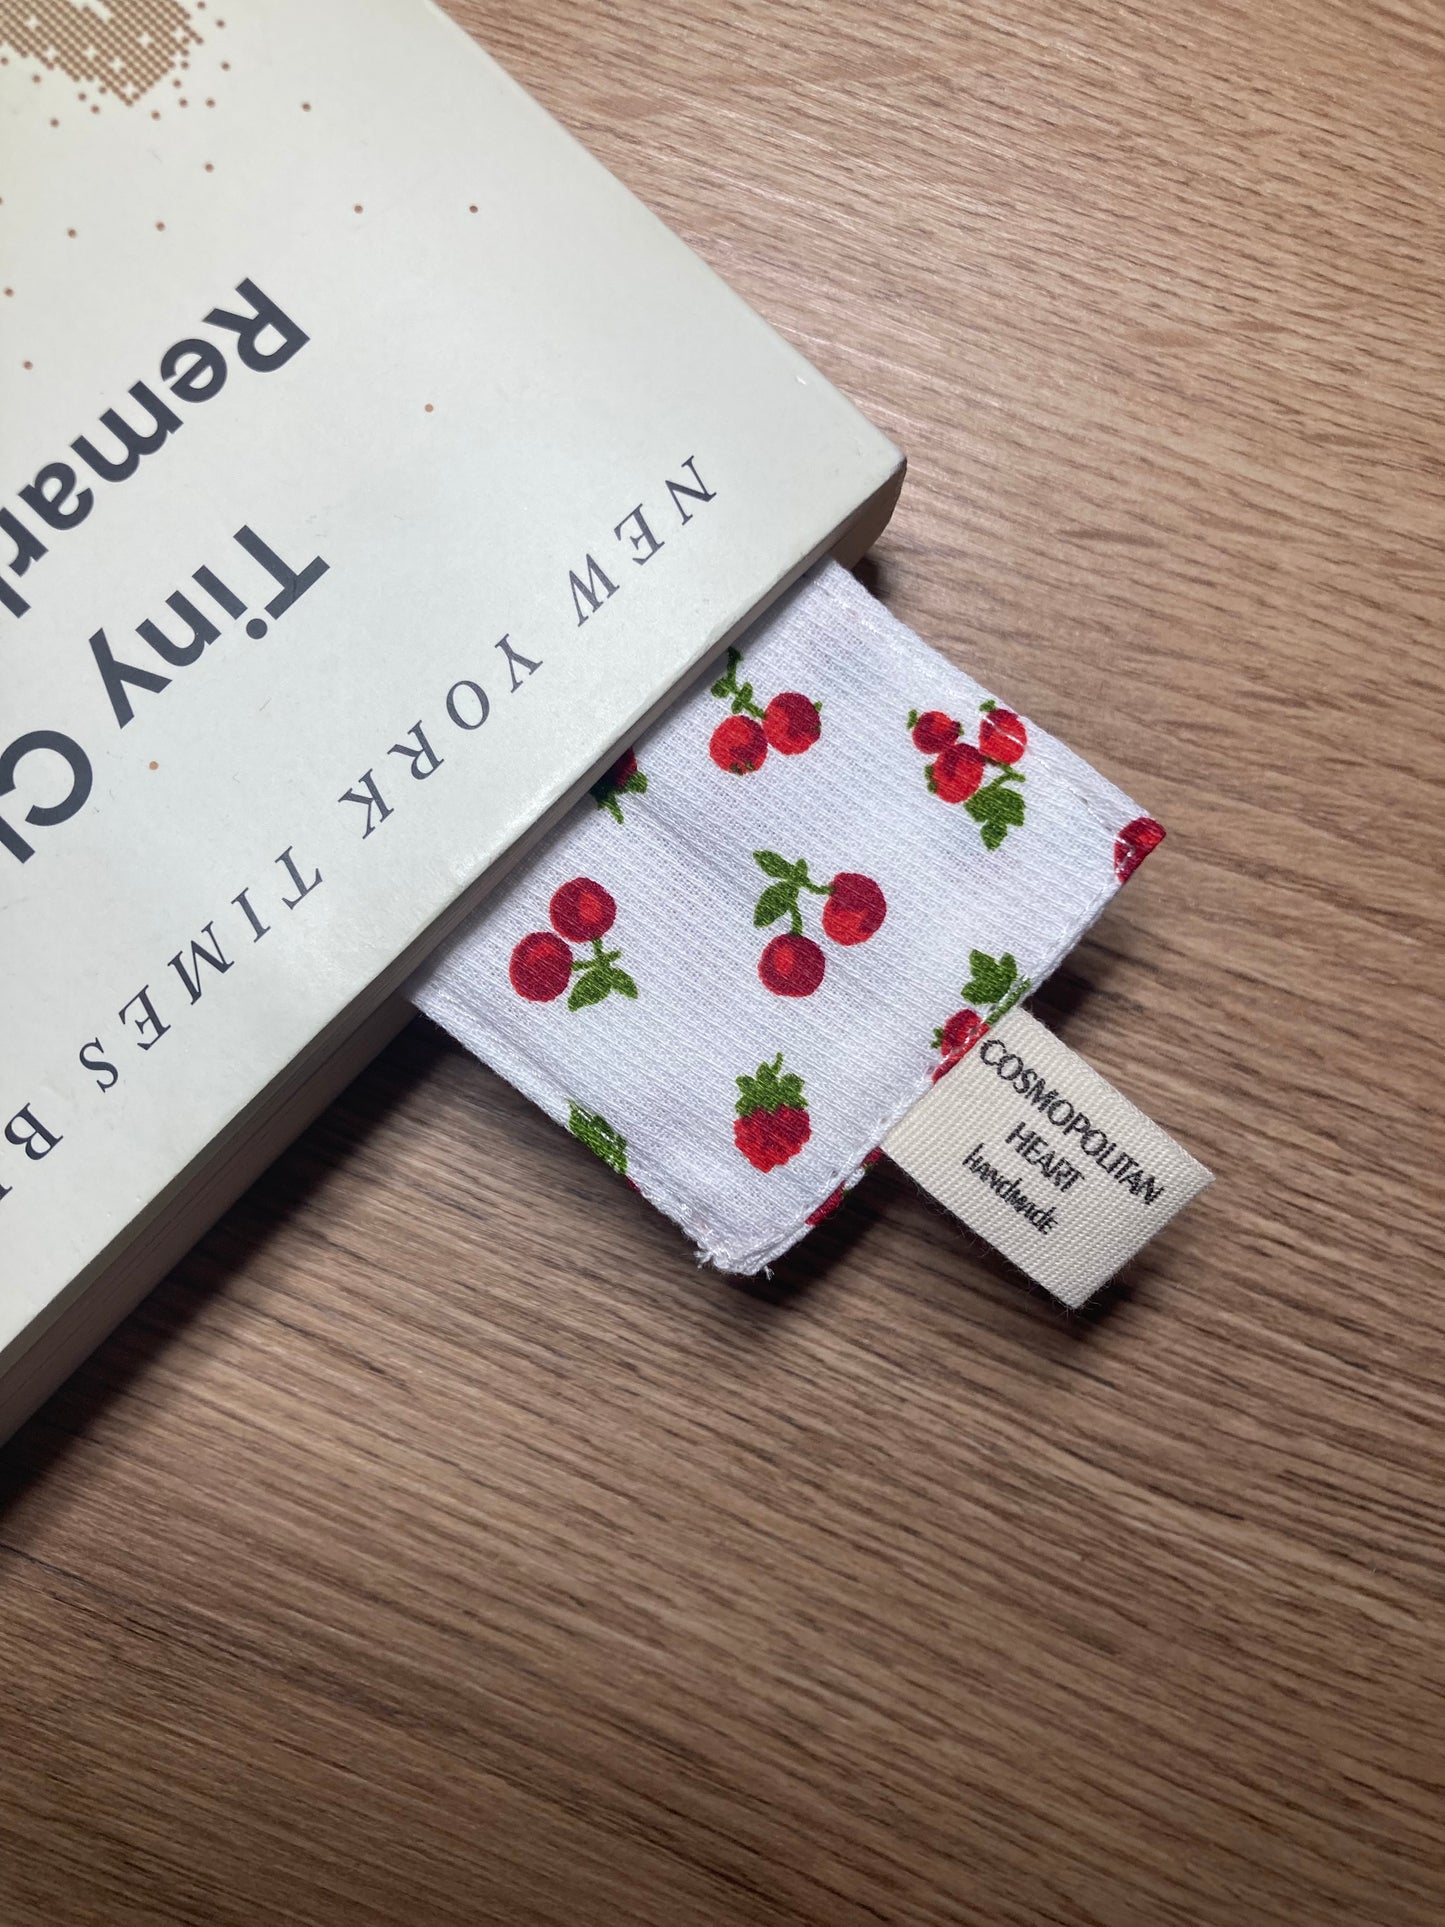 NEW YORK TIMES B
Tiny C
Remar
COSMOPOLITAN
HEART
handmade